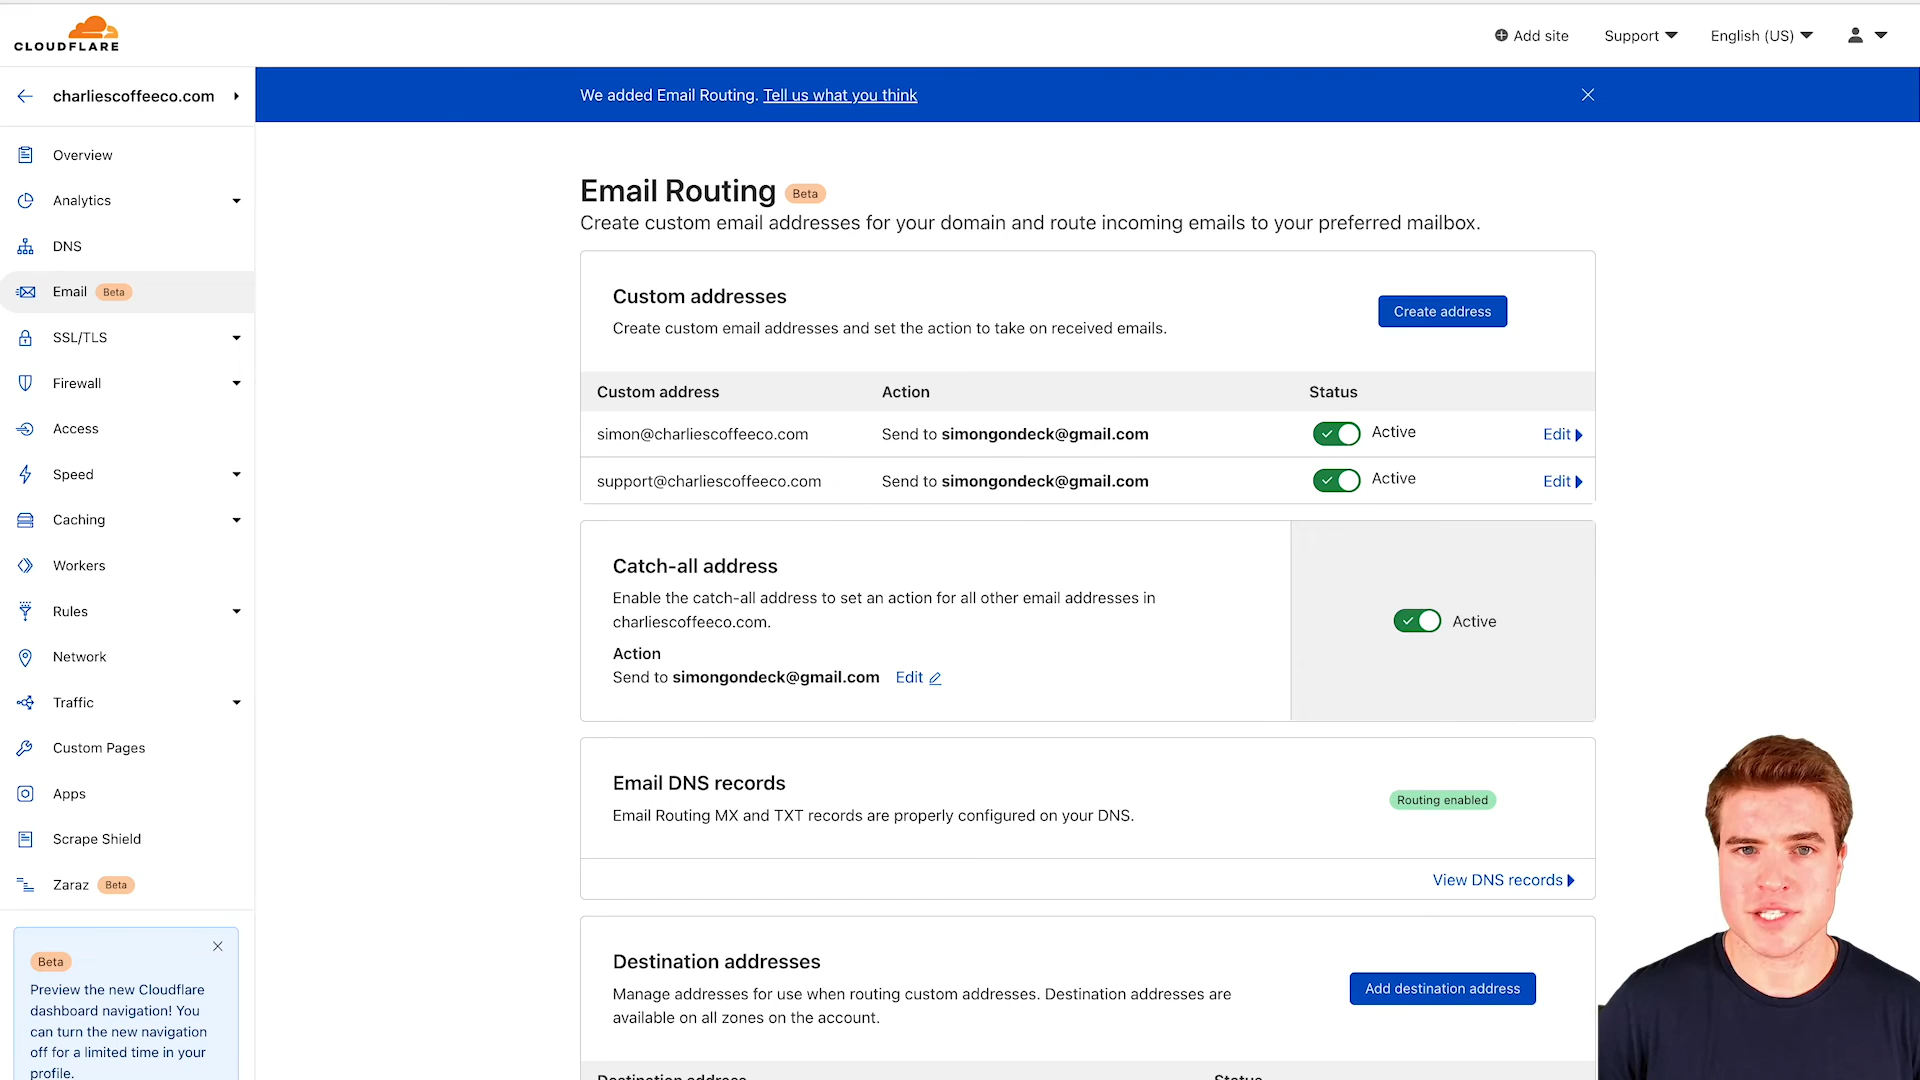 CLOUDFLARE
Add site
Support
English (US)
charliescoffeeco.com
We added Email Routing. Tell us what you think
Overview
Analytics
DNS
Email Beta
SSL/TLS
Firewall
Access
Speed
Caching
Workers
Rules
Network
Traffic
Custom Pages
Apps
Scrape Shield
Zaraz Beta
Beta
Preview the new Cloudflare
dashboard navigation! You
can turn the new navigation
off for a limited time in your
profile.
Email Routing Beta
Create custom email addresses for your domain and route incoming emails to your preferred mailbox.
Custom addresses
Create custom email addresses and set the action to take on received emails.
Create address
Custom address Action Status
simon@charliescoffeeco.com Send to simongondeck@gmail.com Active Edit
support@charliescoffeeco.com Send to simongondeck@gmail.com Active Edit
Catch-all address
Enable the catch-all address to set an action for all other email addresses in
charliescoffeeco.com.
Action
Send to simongondeck@gmail.com Edit
Active
Email DNS records
Email Routing MX and TXT records are properly configured on your DNS.
Routing enabled
View DNS records
Destination addresses
Manage addresses for use when routing custom addresses. Destination addresses are
available on all zones on the account.
Add destination address
Destination address Status